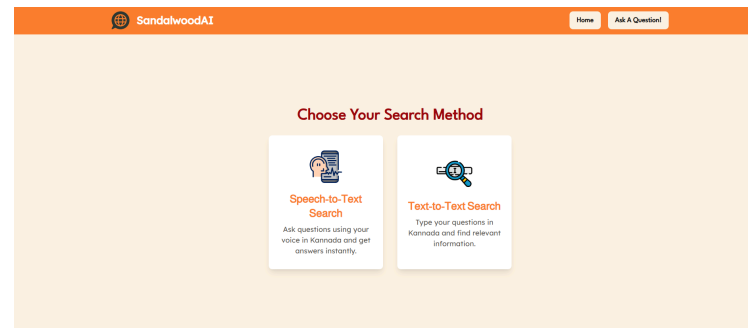 SandalwoodAI
Home
Ask A Question!
Choose Your Search Method
Speech-to-Text
Search
Ask questions using your
voice in Kannada and get
answers instantly.
Text-to-Text Search
Type your questions in
Kannada and find relevant
information.